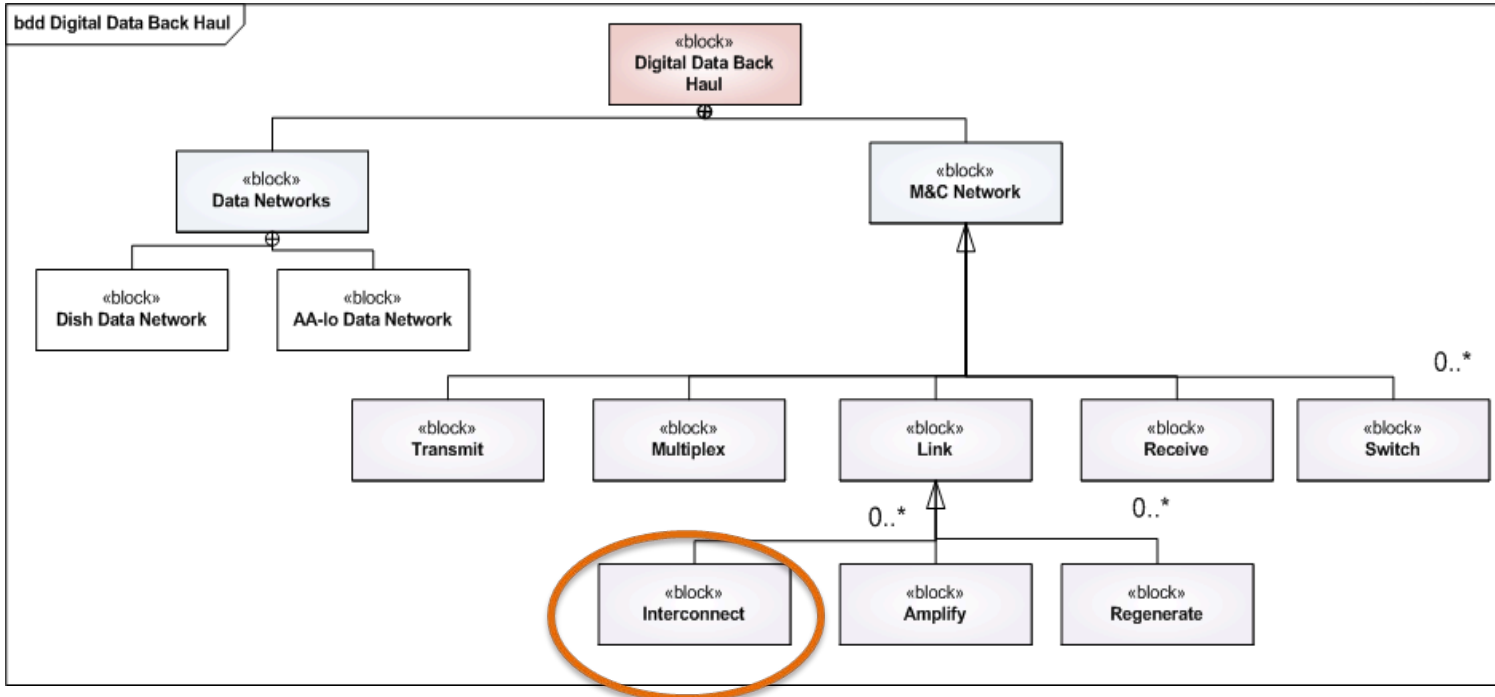 bdd Digital Data Back Haul
«block»
Digital Data Back
Haul
«block»
Data Networks
«block»
M&C Network
«block»
Dish Data Network
«block»
AA-lo Data Network
0..*
«block»
Transmit
«block»
Multiplex
«block»
Link
«block»
Receive
«block»
Switch
0..*
0..*
«block»
Interconnect
«block»
Amplify
«block»
Regenerate